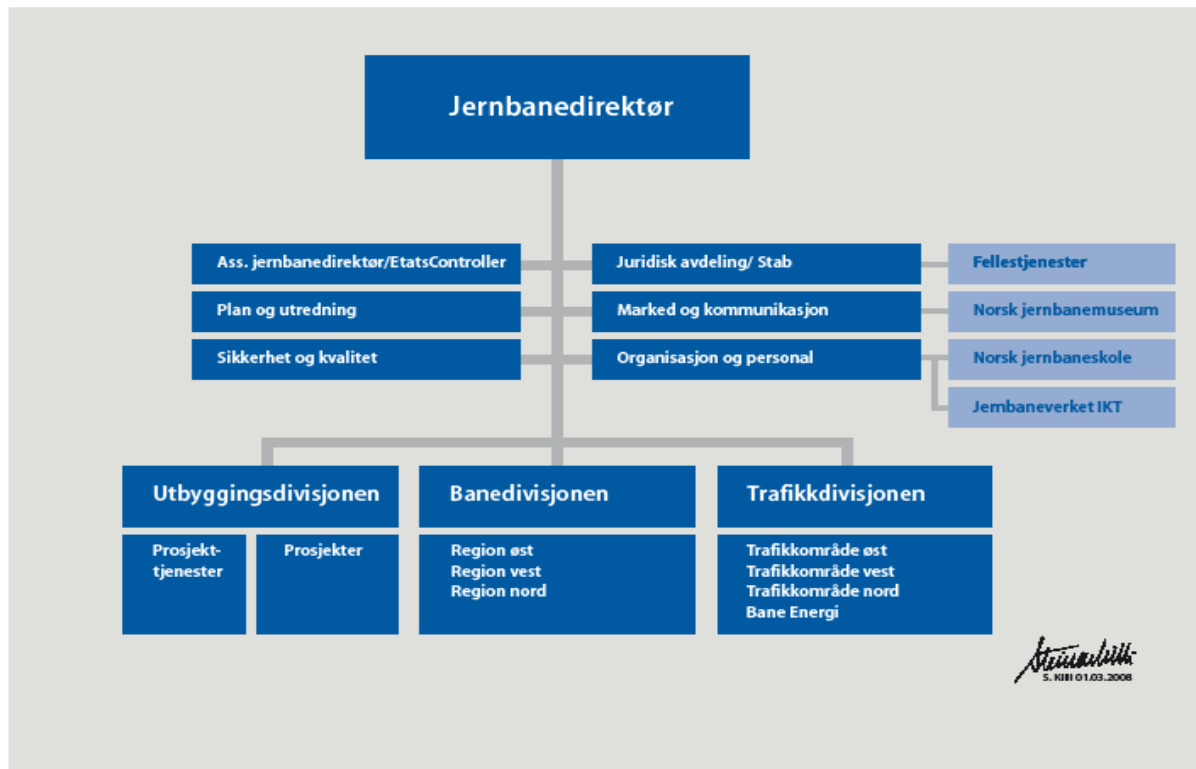 Jernbanedirektør
Ass. jernbanedirektør/EtatsController
Juridisk avdeling/ Stab
Fellestjenester
Plan og utredning
Marked og kommunikasjon
Norsk jernbanemuseum
Sikkerhet og kvalitet
Organisasjon og personal
Norsk jernbaneskole
Jernbaneverket IKT
Utbyggingsdivisjonen
Prosjekt-
tjenester
Prosjekter
Banedivisjonen
Region øst
Region vest
Region nord
Trafikkdivisjonen
Trafikkområde øst
Trafikkområde vest
Trafikkområde nord
Bane Energi
S. Killi 01.03.2008